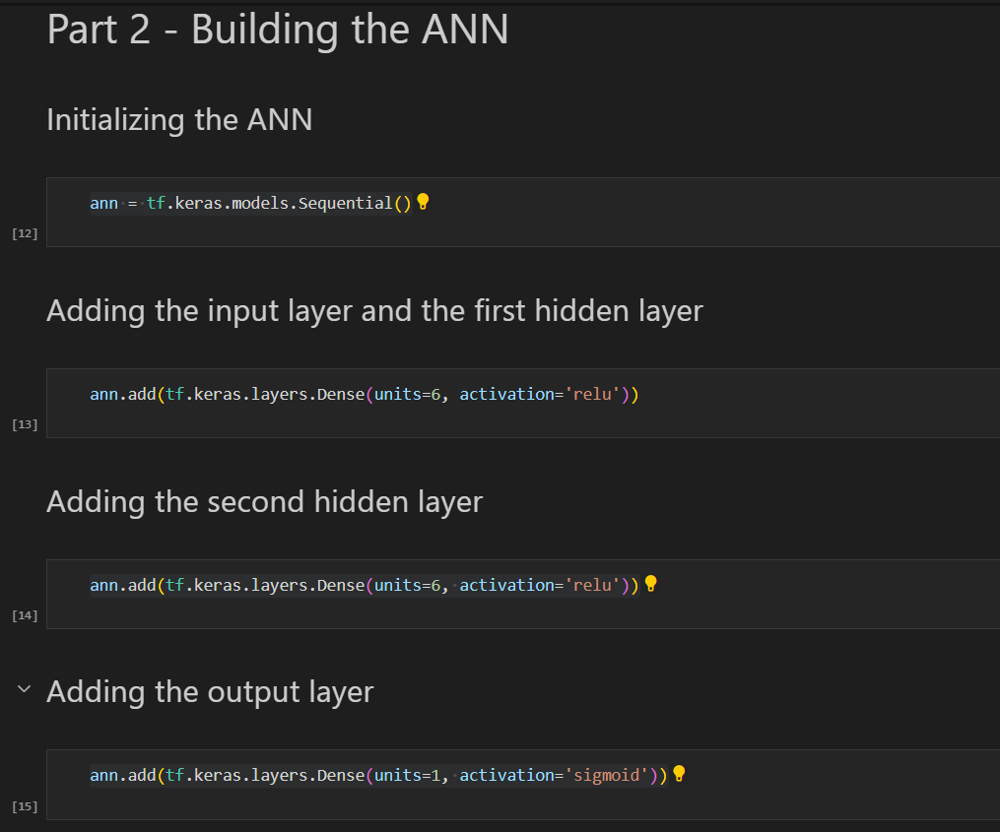 Part 2 - Building the ANN
Initializing the ANN
ann = tf.keras.models.Sequential()
[12]
Adding the input layer and the first hidden layer
ann.add(tf.keras.layers.Dense(units=6, activation='relu'))
[13]
Adding the second hidden layer
ann.add(tf.keras.layers.Dense(units=6, activation='relu'))
[14]
Adding the output layer
ann.add(tf.keras.layers.Dense(units=1, activation='sigmoid'))
[15]